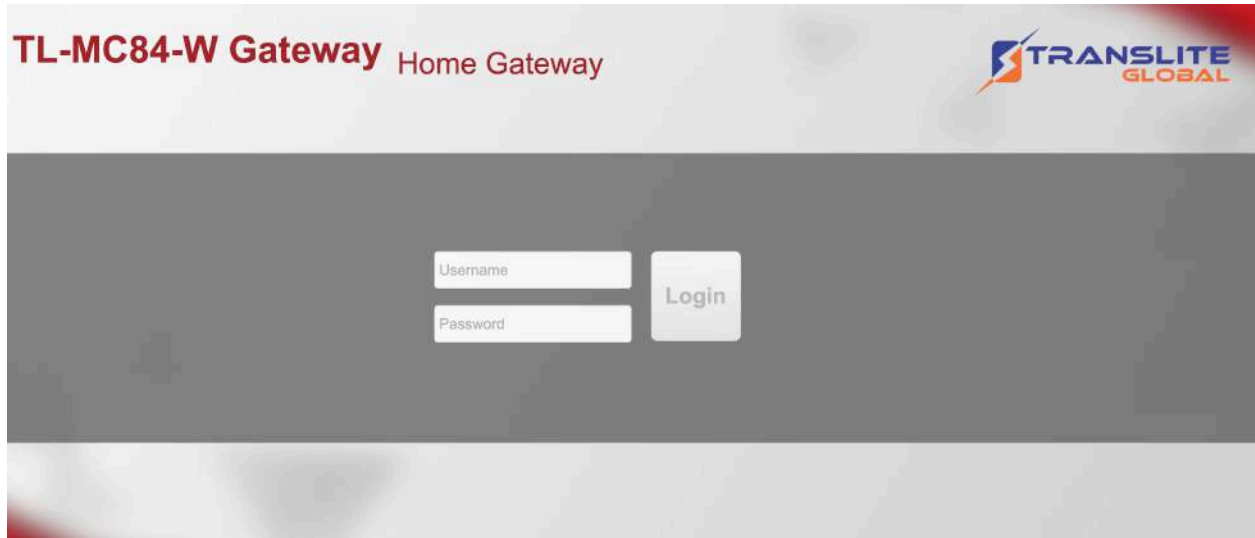 TL-MC84-W Gateway Home Gateway
TRANSLITE
GLOBAL
Username
Password
Login